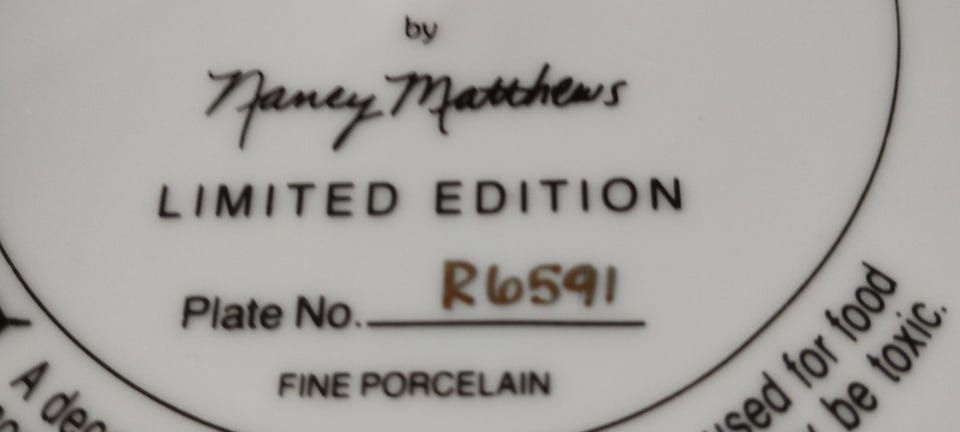 by
Nancy Matthews
LIMITED EDITION
Plate No. R6591
FINE PORCELAIN
used for food
be toxic.
A